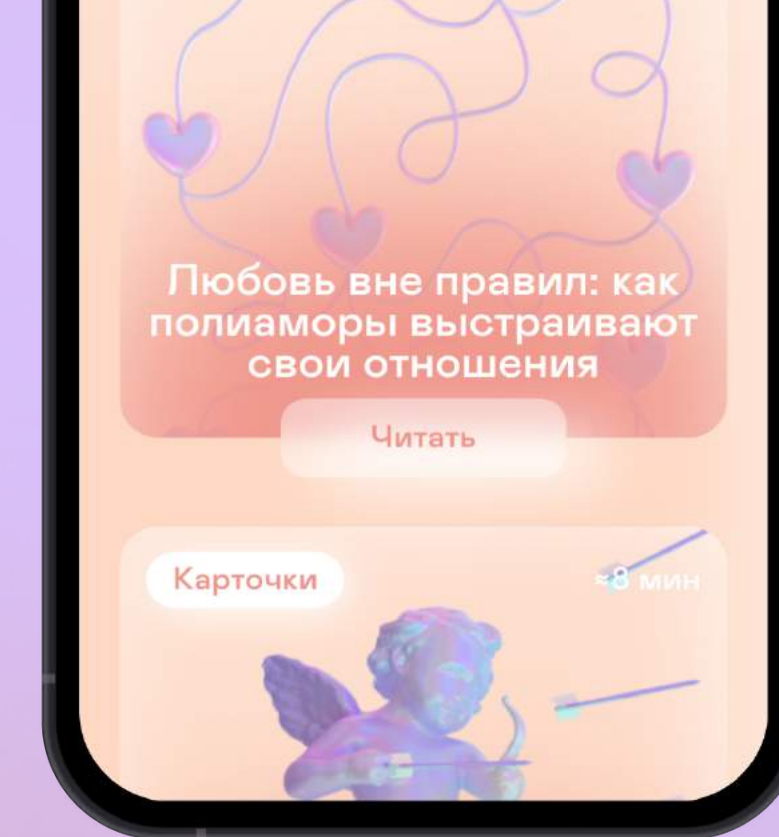 Любовь вне правил: как
полиаморы выстраивают
свои отношения
Читать
Карточки
≈8 мин